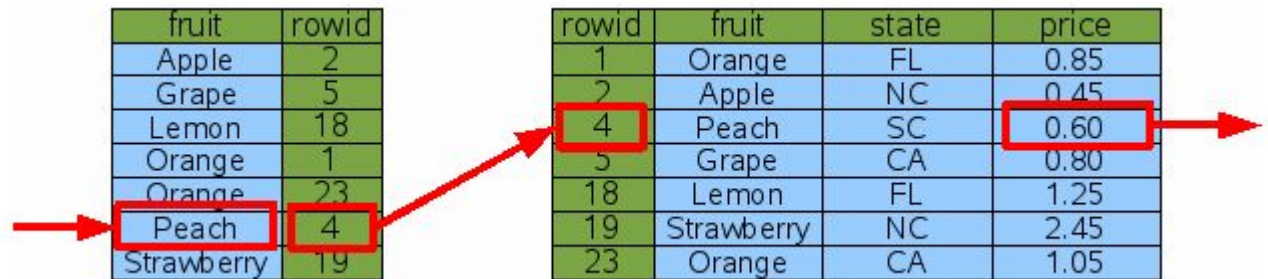 fruit rowid
Apple 2
Grape 5
Lemon 18
Orange 1
Orange 23
Peach 4
Strawberry 19
rowid fruit state price
1 Orange FL 0.85
2 Apple NC 0.45
4 Peach SC 0.60
5 Grape CA 0.80
18 Lemon FL 1.25
19 Strawberry NC 2.45
23 Orange CA 1.05